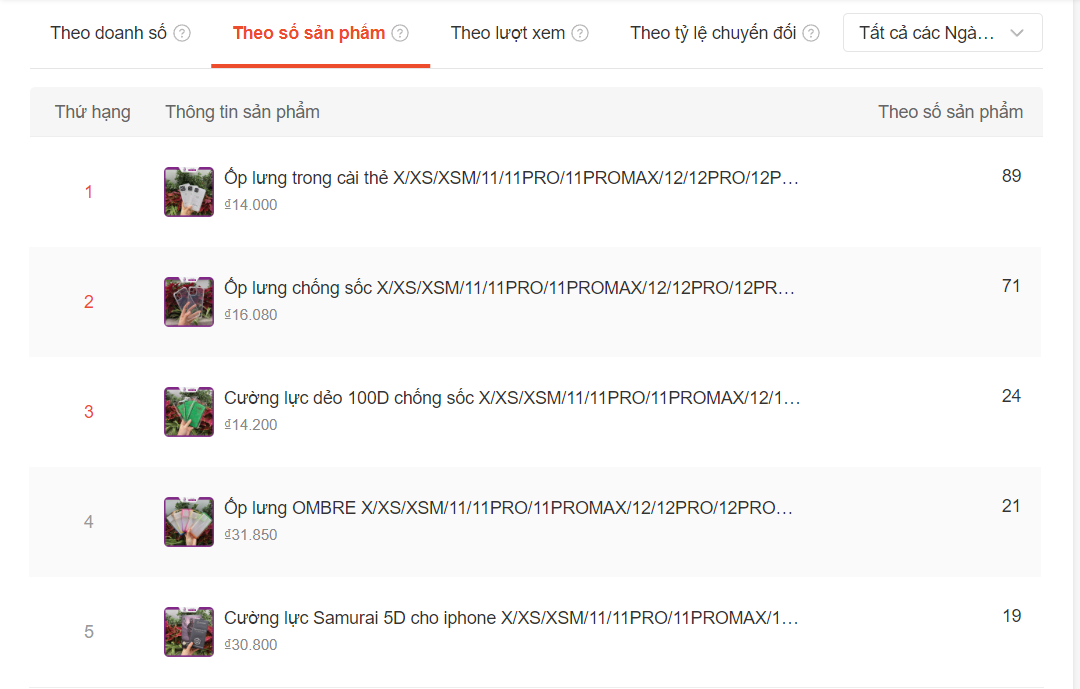 Theo doanh số ?
Theo số sản phẩm ?
Theo lượt xem ?
Theo tỷ lệ chuyến đối ?
Tất cả các Ngà...
Thứ hạng Thông tin sản phẩm Theo số sản phẩm
1 Ốp lưng trong cài thẻ X/XS/XSM/11/11PRO/11PROMAX/12/12PRO/12P... 89
₫14.000
2 Ốp lưng chống sốc X/XS/XSM/11/11PRO/11PROMAX/12/12PRO/12PR... 71
₫16.080
3 Cường lực dẻo 100D chống sốc X/XS/XSM/11/11PRO/11PROMAX/12/1... 24
₫14.200
4 Ốp lưng OMBRE X/XS/XSM/11/11PRO/11PROMAX/12/12PRO/12PRO... 21
₫31.850
5 Cường lực Samurai 5D cho iphone X/XS/XSM/11/11PRO/11PROMAX/1... 19
₫30.800